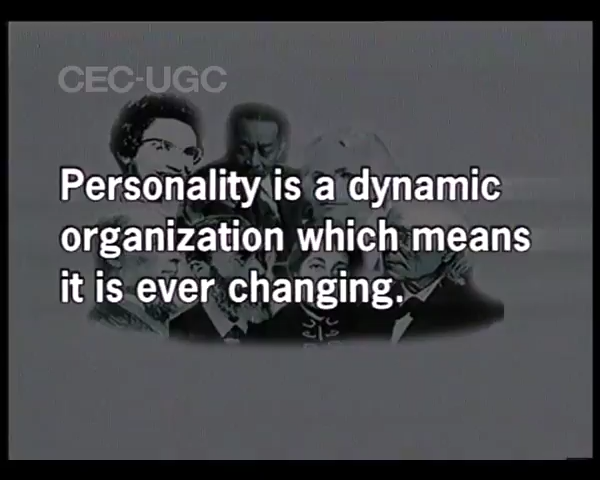 CEC-UGC
Personality is a dynamic
organization which means
it is ever changing.